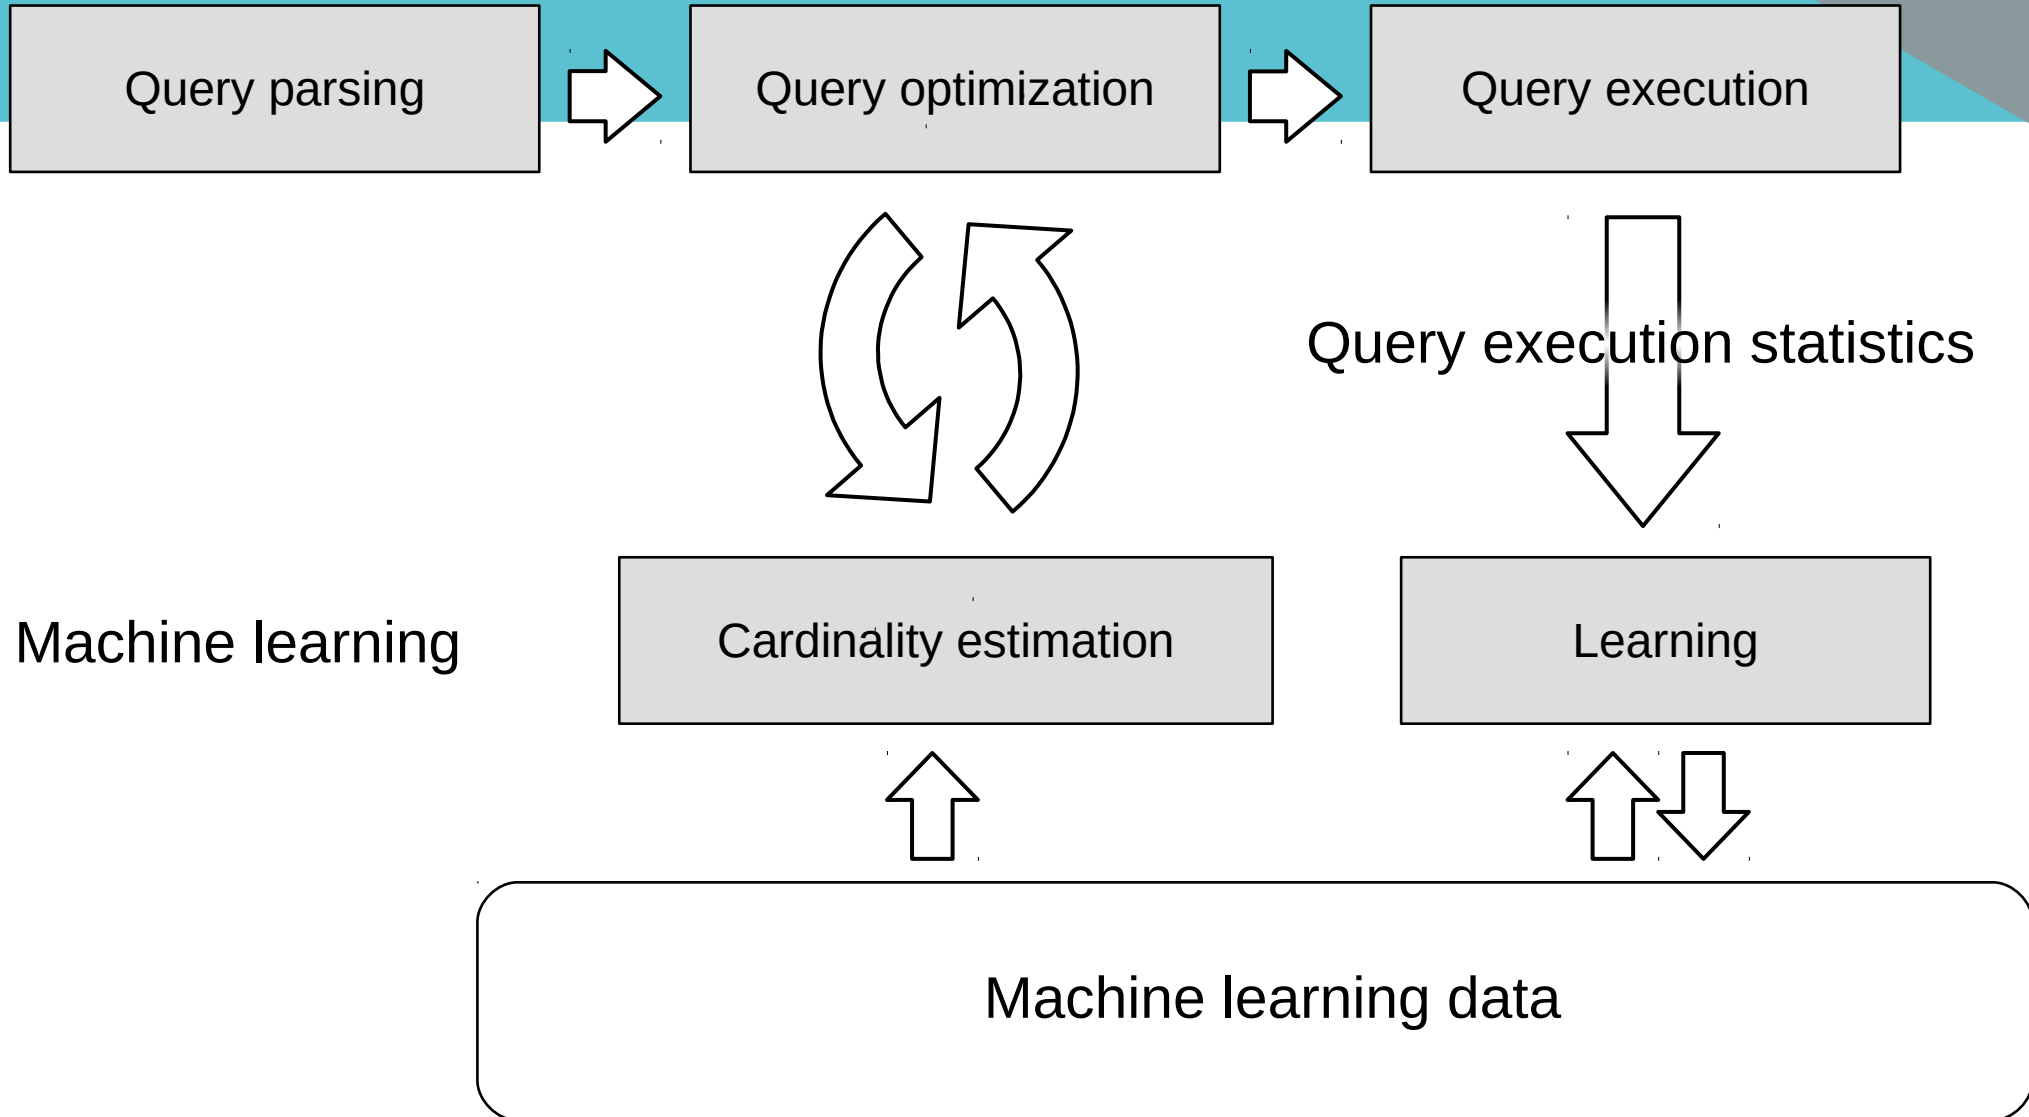 Query parsing
Query optimization
Query execution
Query execution statistics
Machine learning
Cardinality estimation
Learning
Machine learning data